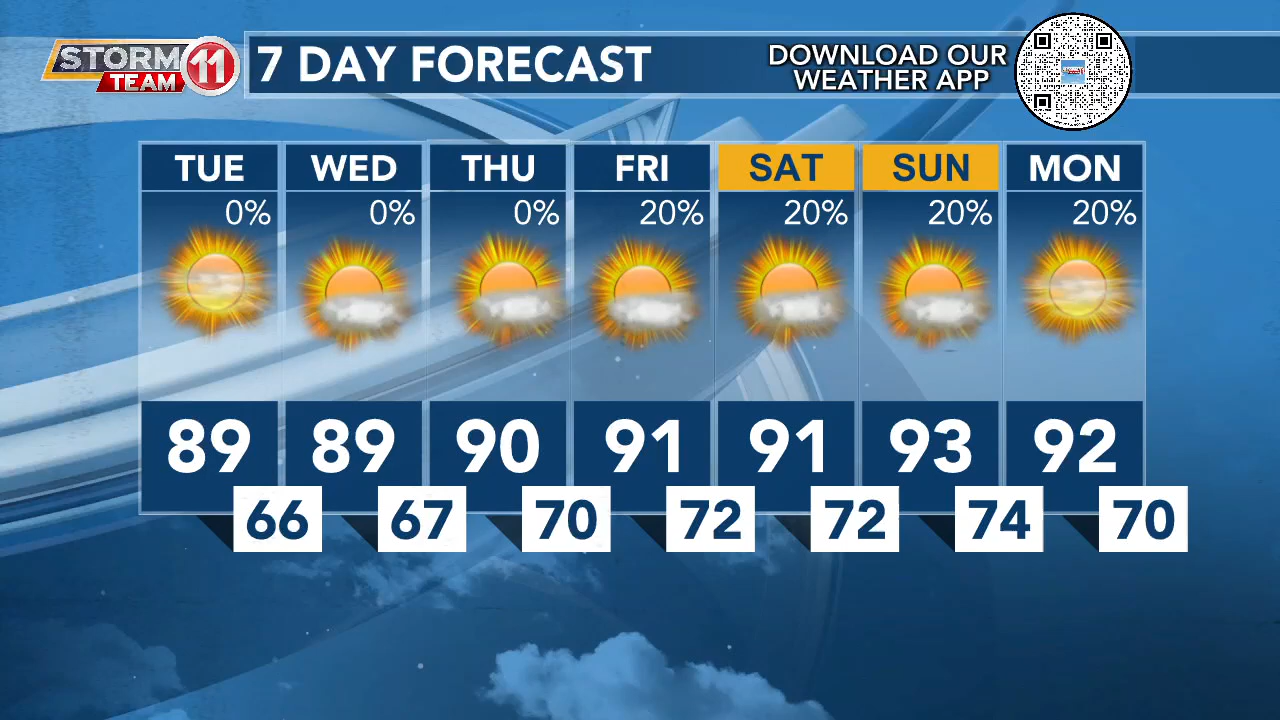 STORM
TEAM
11
7 DAY FORECAST
DOWNLOAD OUR
WEATHER APP
TUE WED THU FRI SAT SUN MON
0% 0% 0% 20% 20% 20% 20%
89 89 90 91 91 93 92
66 67 70 72 72 74 70